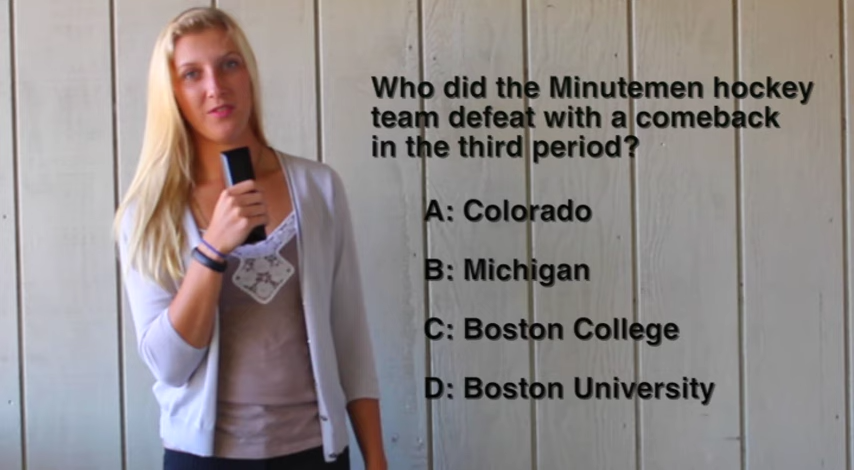 Who did the Minutemen hockey
team defeat with a comeback
in the third period?
A: Colorado
B: Michigan
C: Boston College
D: Boston University